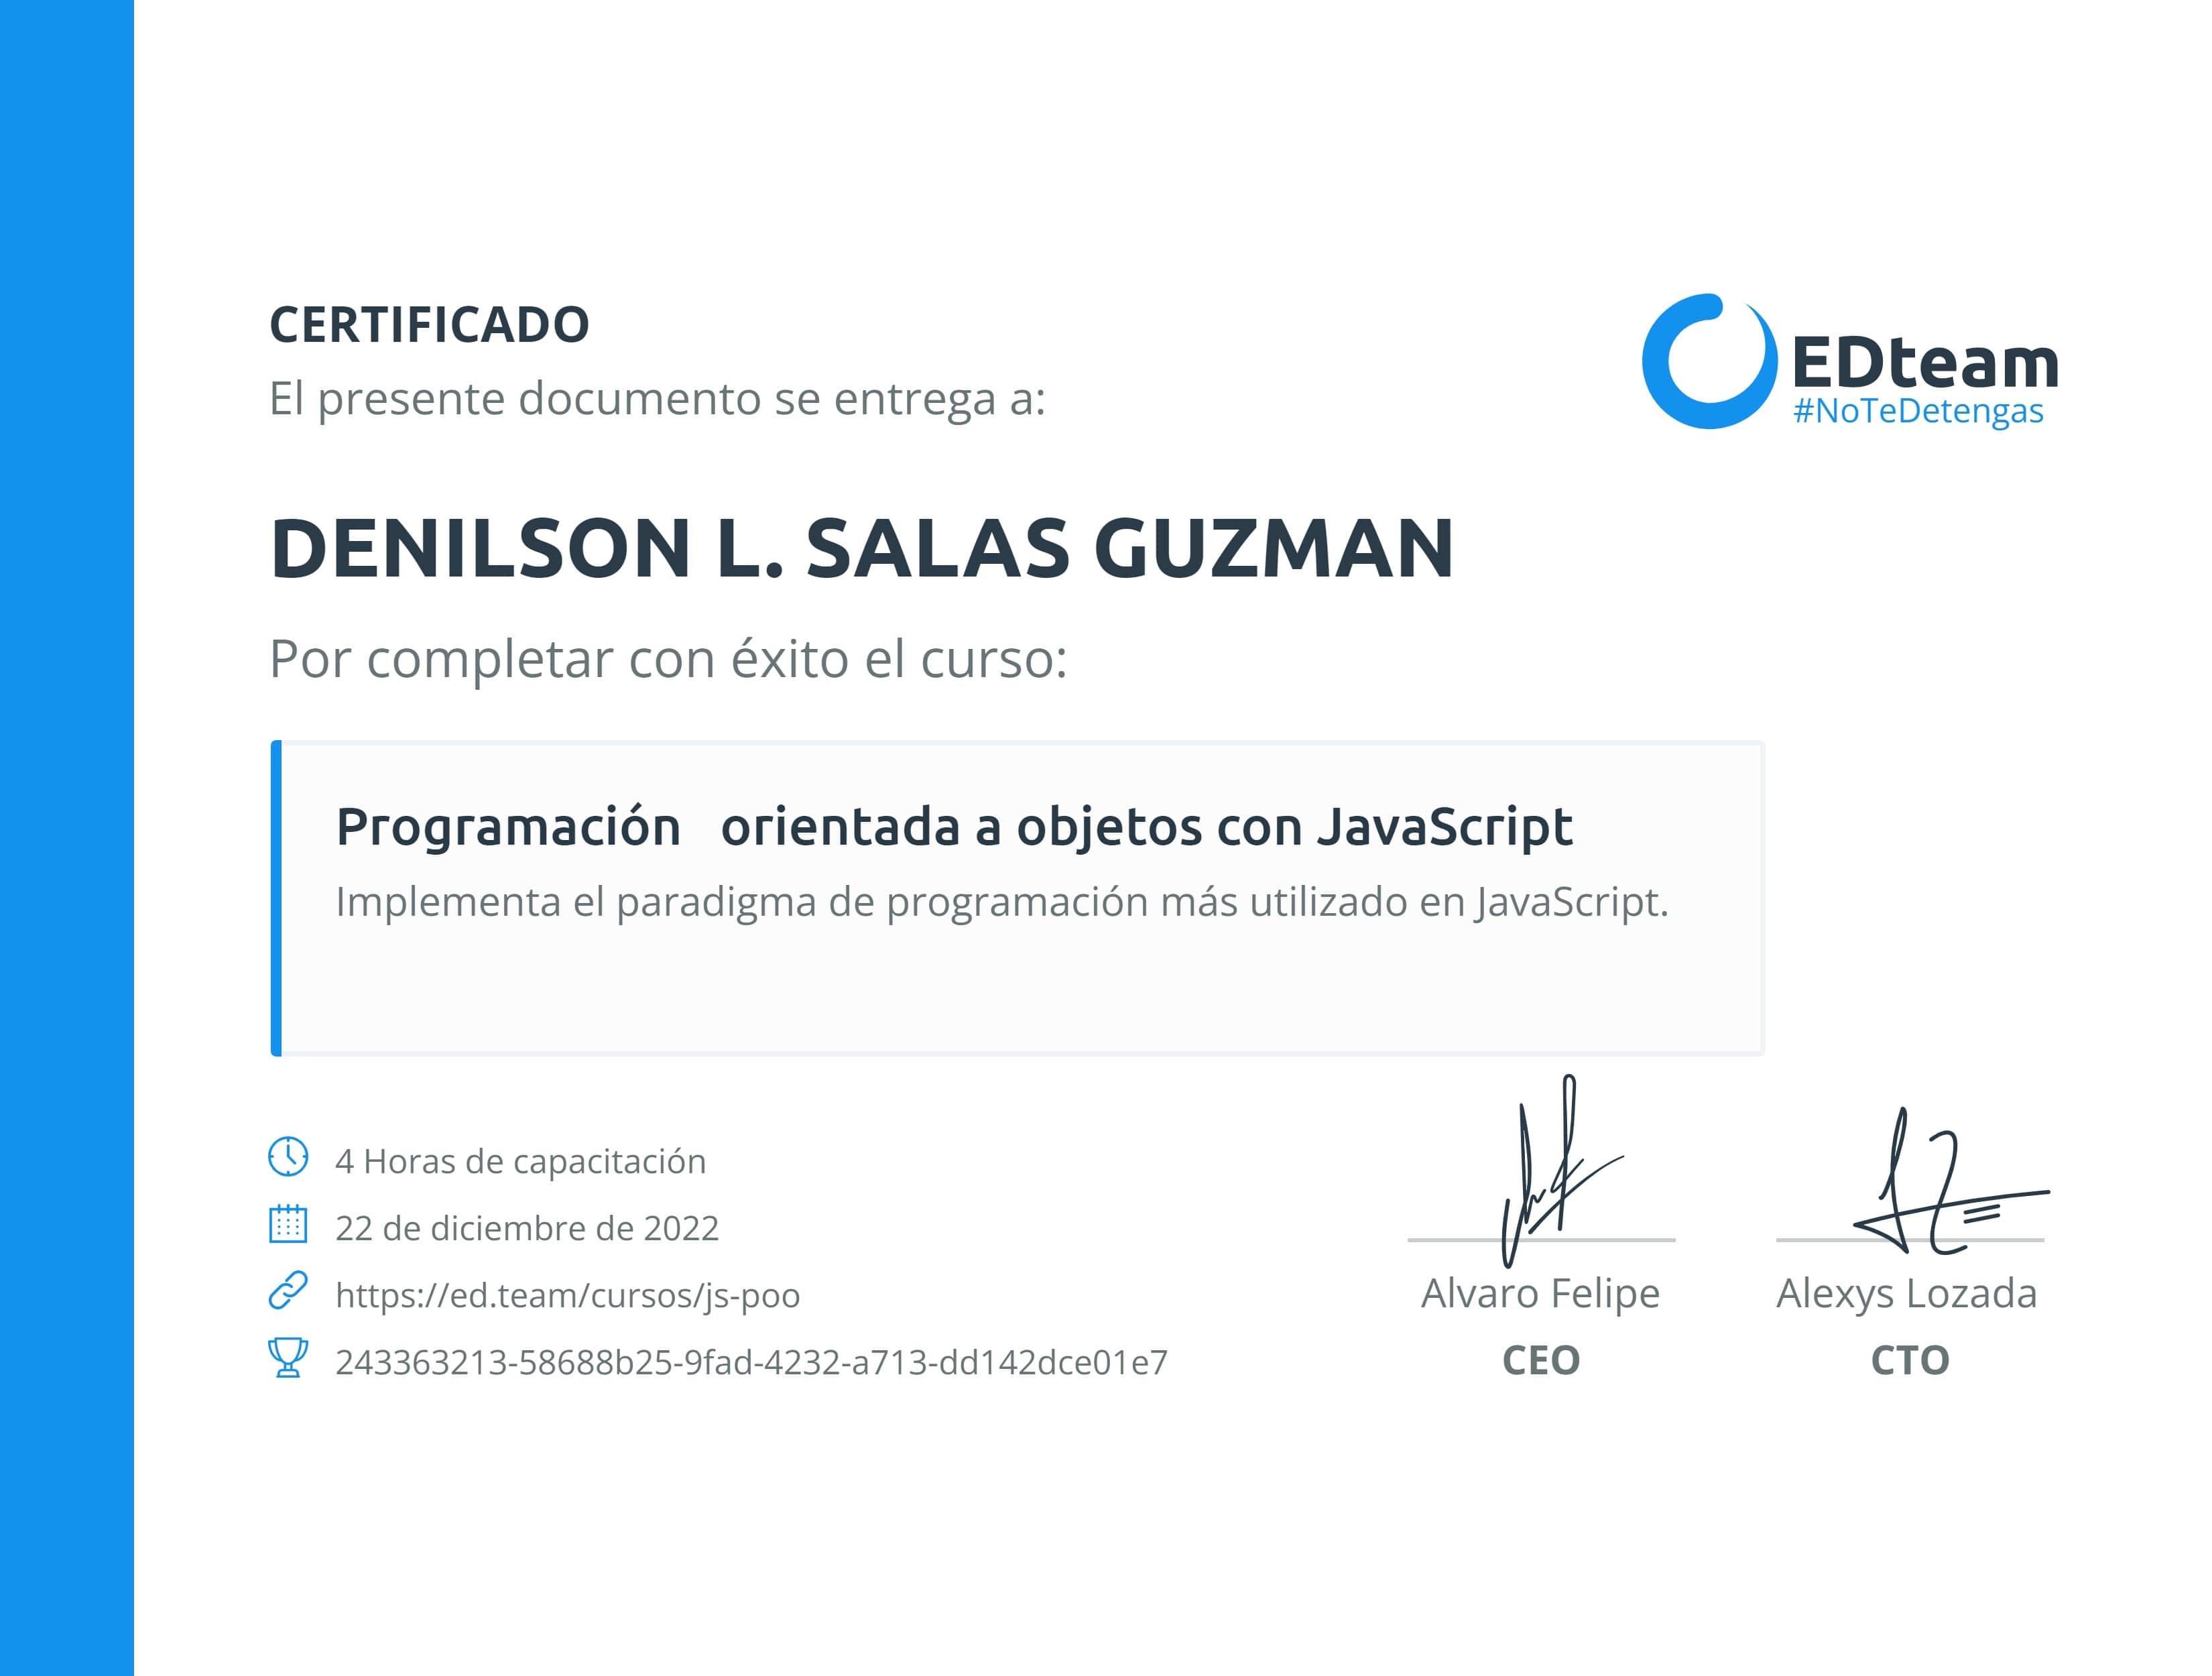 CERTIFICADO
El presente documento se entrega a:
EDteam
#NoTeDetengas
DENILSON L. SALAS GUZMAN
Por completar con éxito el curso:
Programación   orientada a objetos con JavaScript
Implementa el paradigma de programación más utilizado en JavaScript.
4 Horas de capacitación
22 de diciembre de 2022
https://ed.team/cursos/js-poo
243363213-58688b25-9fad-4232-a713-dd142dce01e7
Alvaro Felipe
CEO
Alexys Lozada
CTO